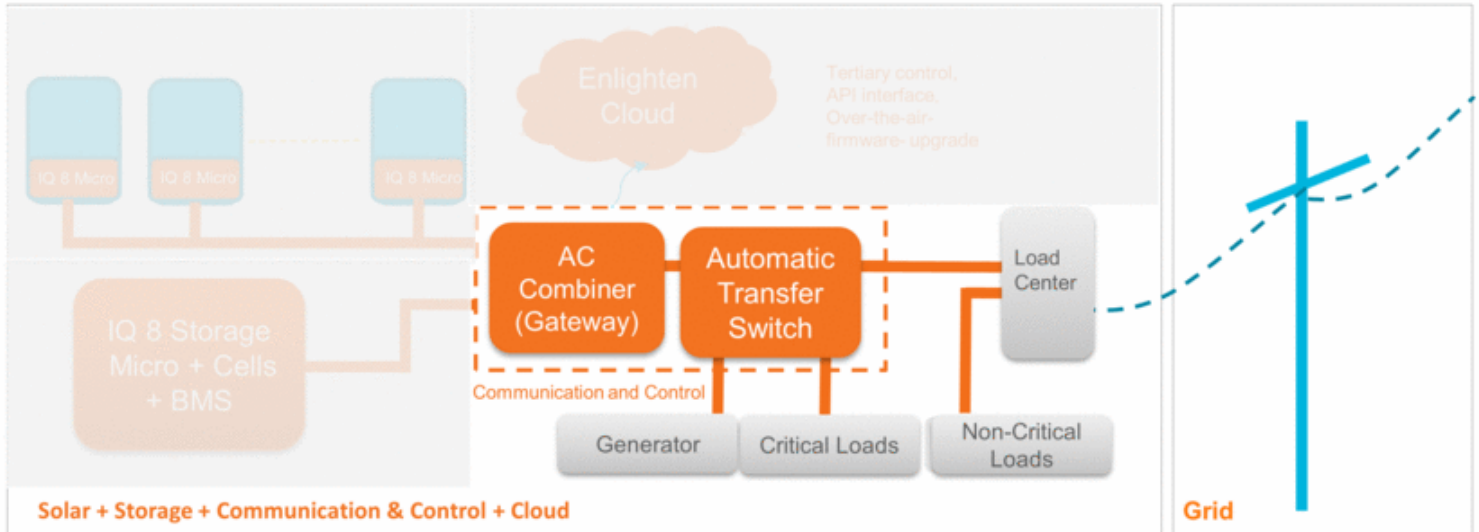 Enlighten
Cloud
Tertiary control,
API interface,
Over-the-air-
firmware- upgrade
IQ 8 Micro
IQ 8 Micro
IQ 8 Micro
AC
Combiner
(Gateway)
Automatic
Transfer
Switch
Load
Center
IQ 8 Storage
Micro + Cells
+ BMS
Communication and Control
Generator
Critical Loads
Non-Critical
Loads
Solar + Storage + Communication & Control + Cloud
Grid